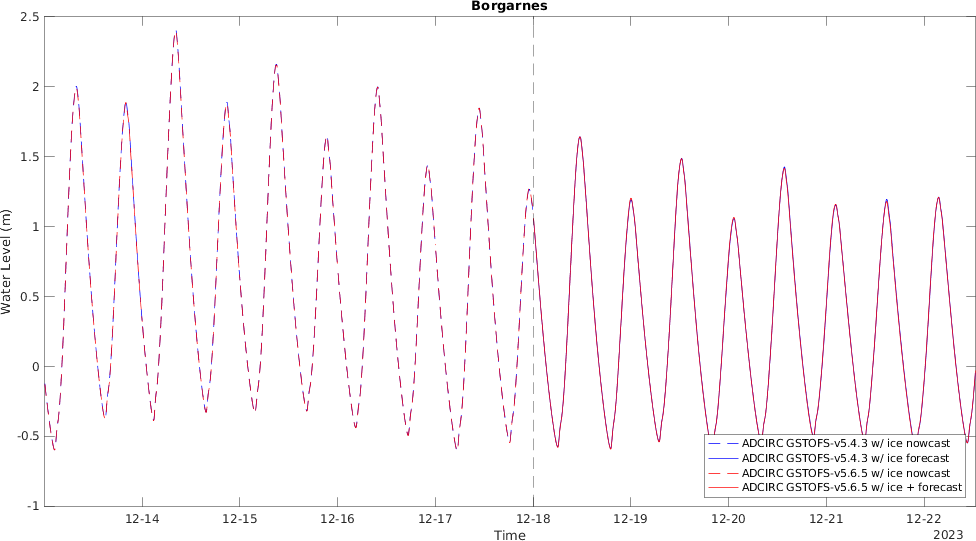 Borgarnes
2.5
2
1.5
1
0.5
0
-0.5
-1
Water Level (m)
12-14
12-15
12-16
12-17
12-18
12-19
12-20
12-21
12-22
Time
2023
ADCIRC GSTOFS-v5.4.3 w/ ice nowcast
ADCIRC GSTOFS-v5.4.3 w/ ice forecast
ADCIRC GSTOFS-v5.6.5 w/ ice nowcast
ADCIRC GSTOFS-v5.6.5 w/ ice + forecast